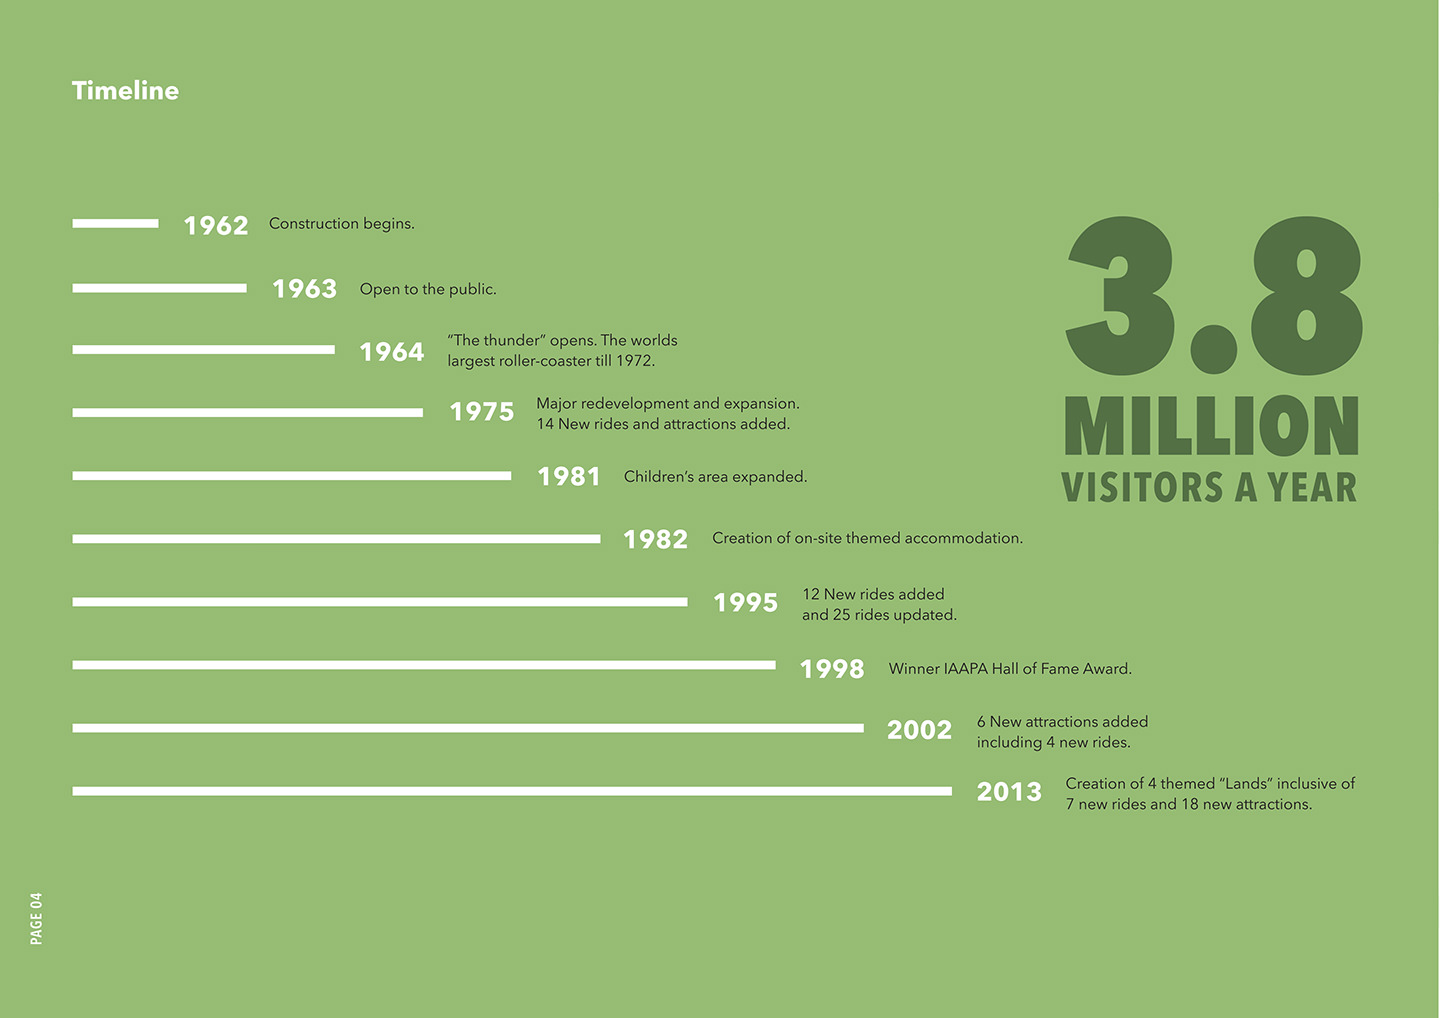 Timeline
1962 Construction begins.
1963 Open to the public.
1964 “The thunder” opens. The worlds
largest roller-coaster till 1972.
1975 Major redevelopment and expansion.
14 New rides and attractions added.
1981 Children’s area expanded.
1982 Creation of on-site themed accommodation.
1995 12 New rides added
and 25 rides updated.
1998 Winner IAAPA Hall of Fame Award.
2002 6 New attractions added
including 4 new rides.
2013 Creation of 4 themed “Lands” inclusive of
7 new rides and 18 new attractions.
3.8
MILLION
VISITORS A YEAR
PAGE 04